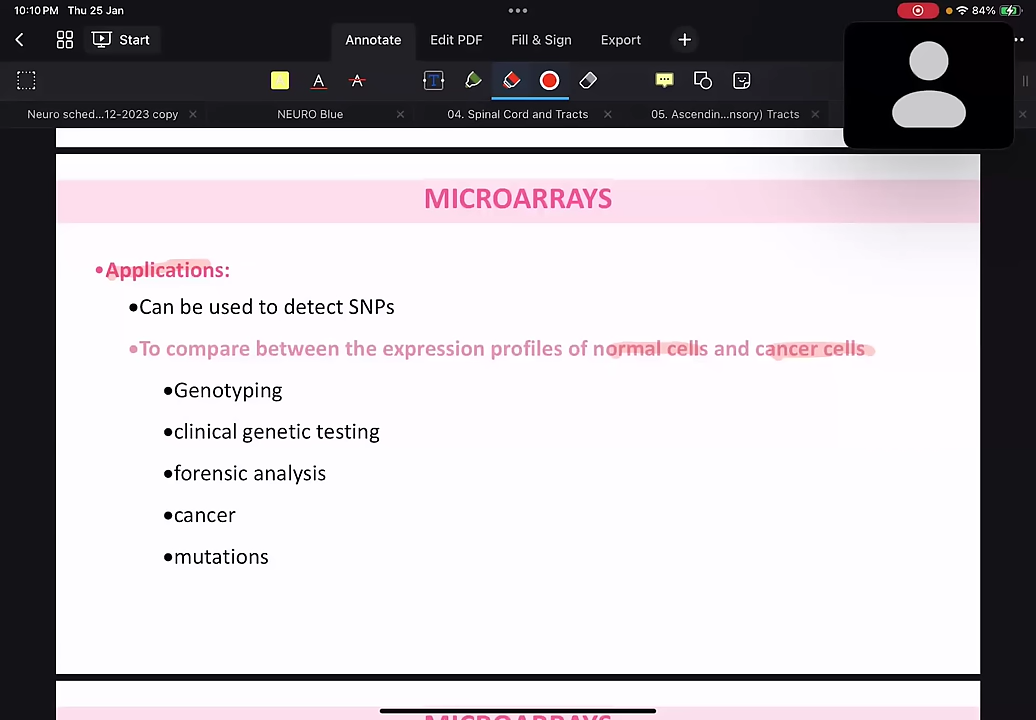 10:10 PM Thu 25 Jan
84%
Start
Annotate
Edit PDF
Fill & Sign
Export
Neuro sched...12-2023 copy
NEURO Blue
04. Spinal Cord and Tracts
05. Ascendin...nsory) Tracts
MICROARRAYS
•Applications:
•Can be used to detect SNPs
•To compare between the expression profiles of normal cells and cancer cells
•Genotyping
•clinical genetic testing
•forensic analysis
•cancer
•mutations
MICROARRAYS